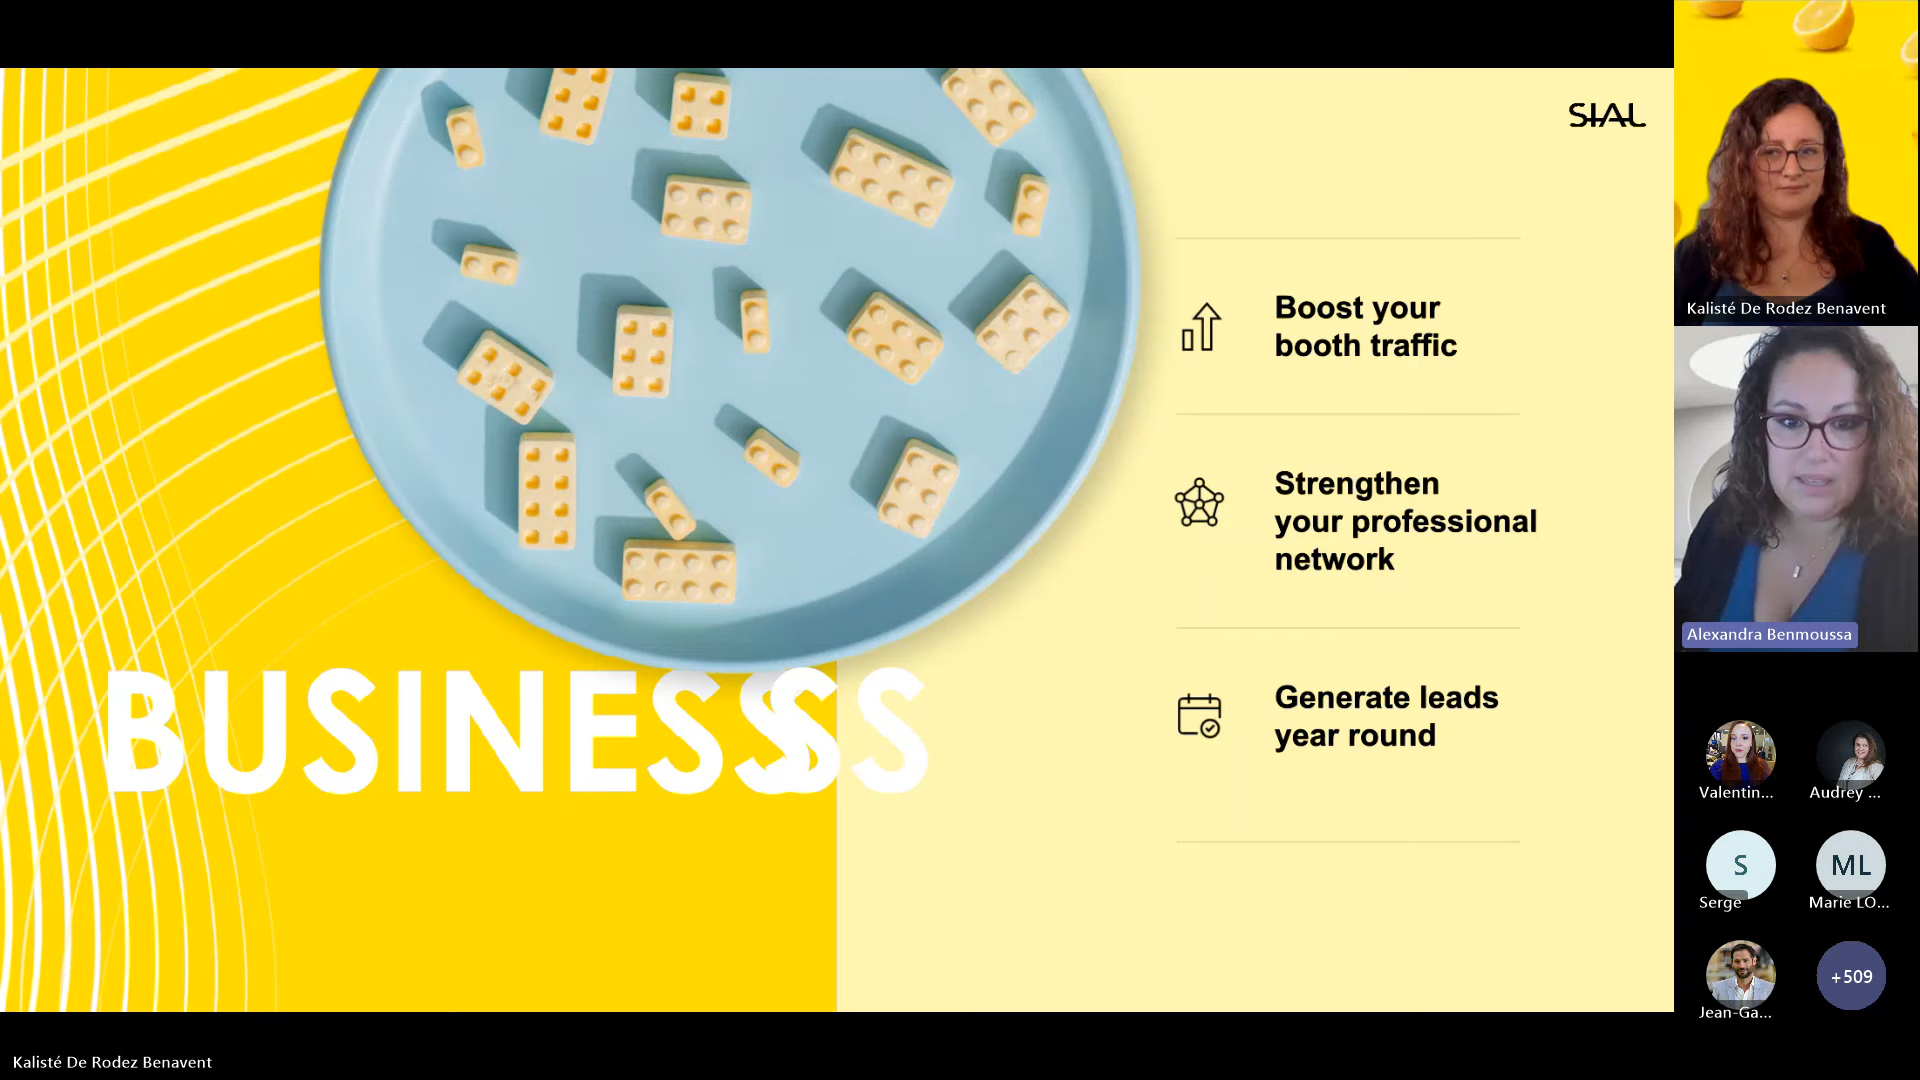 SIAL
Boost your
booth traffic
Strengthen
your professional
network
Generate leads
year round
BUSINESSSS
Kalisté De Rodez Benavent
Alexandra Benmoussa
Valentin...
Audrey ...
S
Serge
ML
Marie LO...
Jean-Ga...
+509
Kalisté De Rodez Benavent